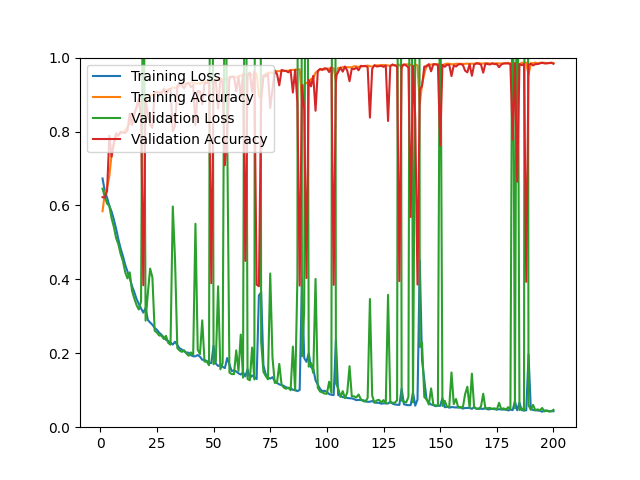 1.0
0.8
0.6
0.4
0.2
0.0
Training Loss
Training Accuracy
Validation Loss
Validation Accuracy
0 25 50 75 100 125 150 175 200